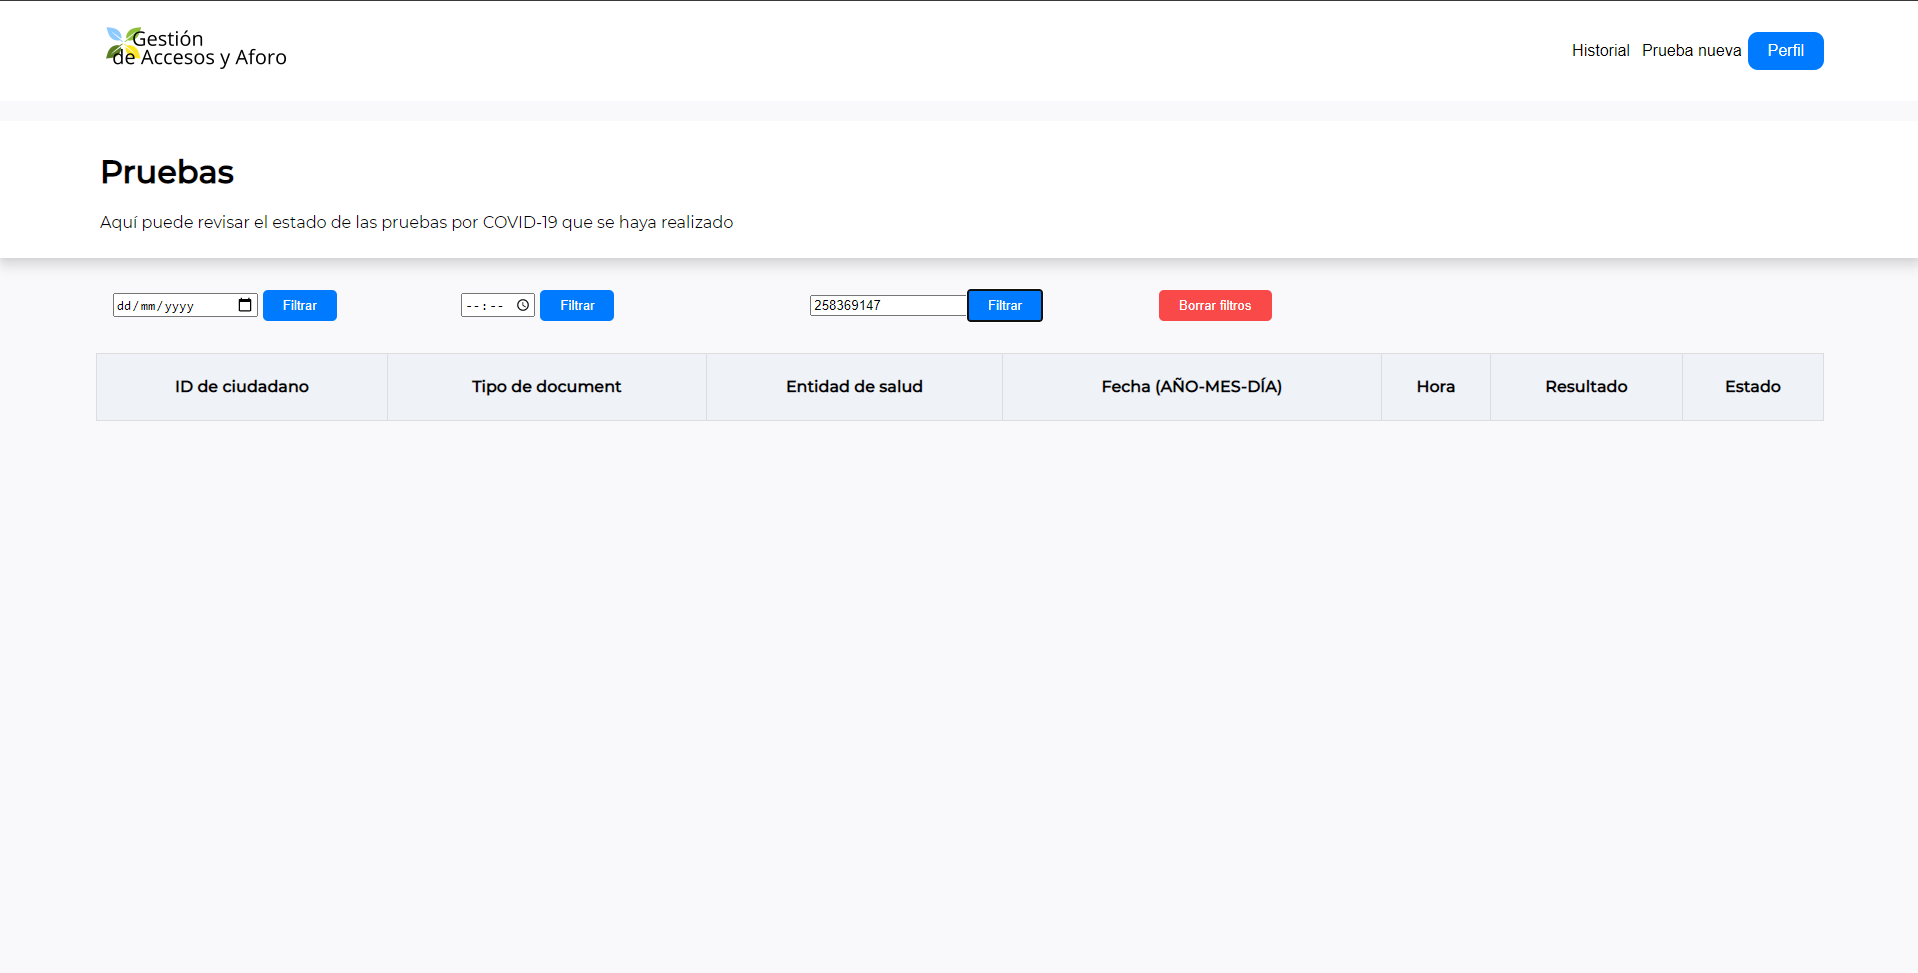 Gestión
de Accesos y Aforo
Historial Prueba nueva Perfil
Pruebas
Aquí puede revisar el estado de las pruebas por COVID-19 que se haya realizado
dd/mm/yyyy Filtrar --:-- Filtrar 258369147 Filtrar Borrar filtros
ID de ciudadano Tipo de document Entidad de salud Fecha (AÑO-MES-DÍA) Hora Resultado Estado